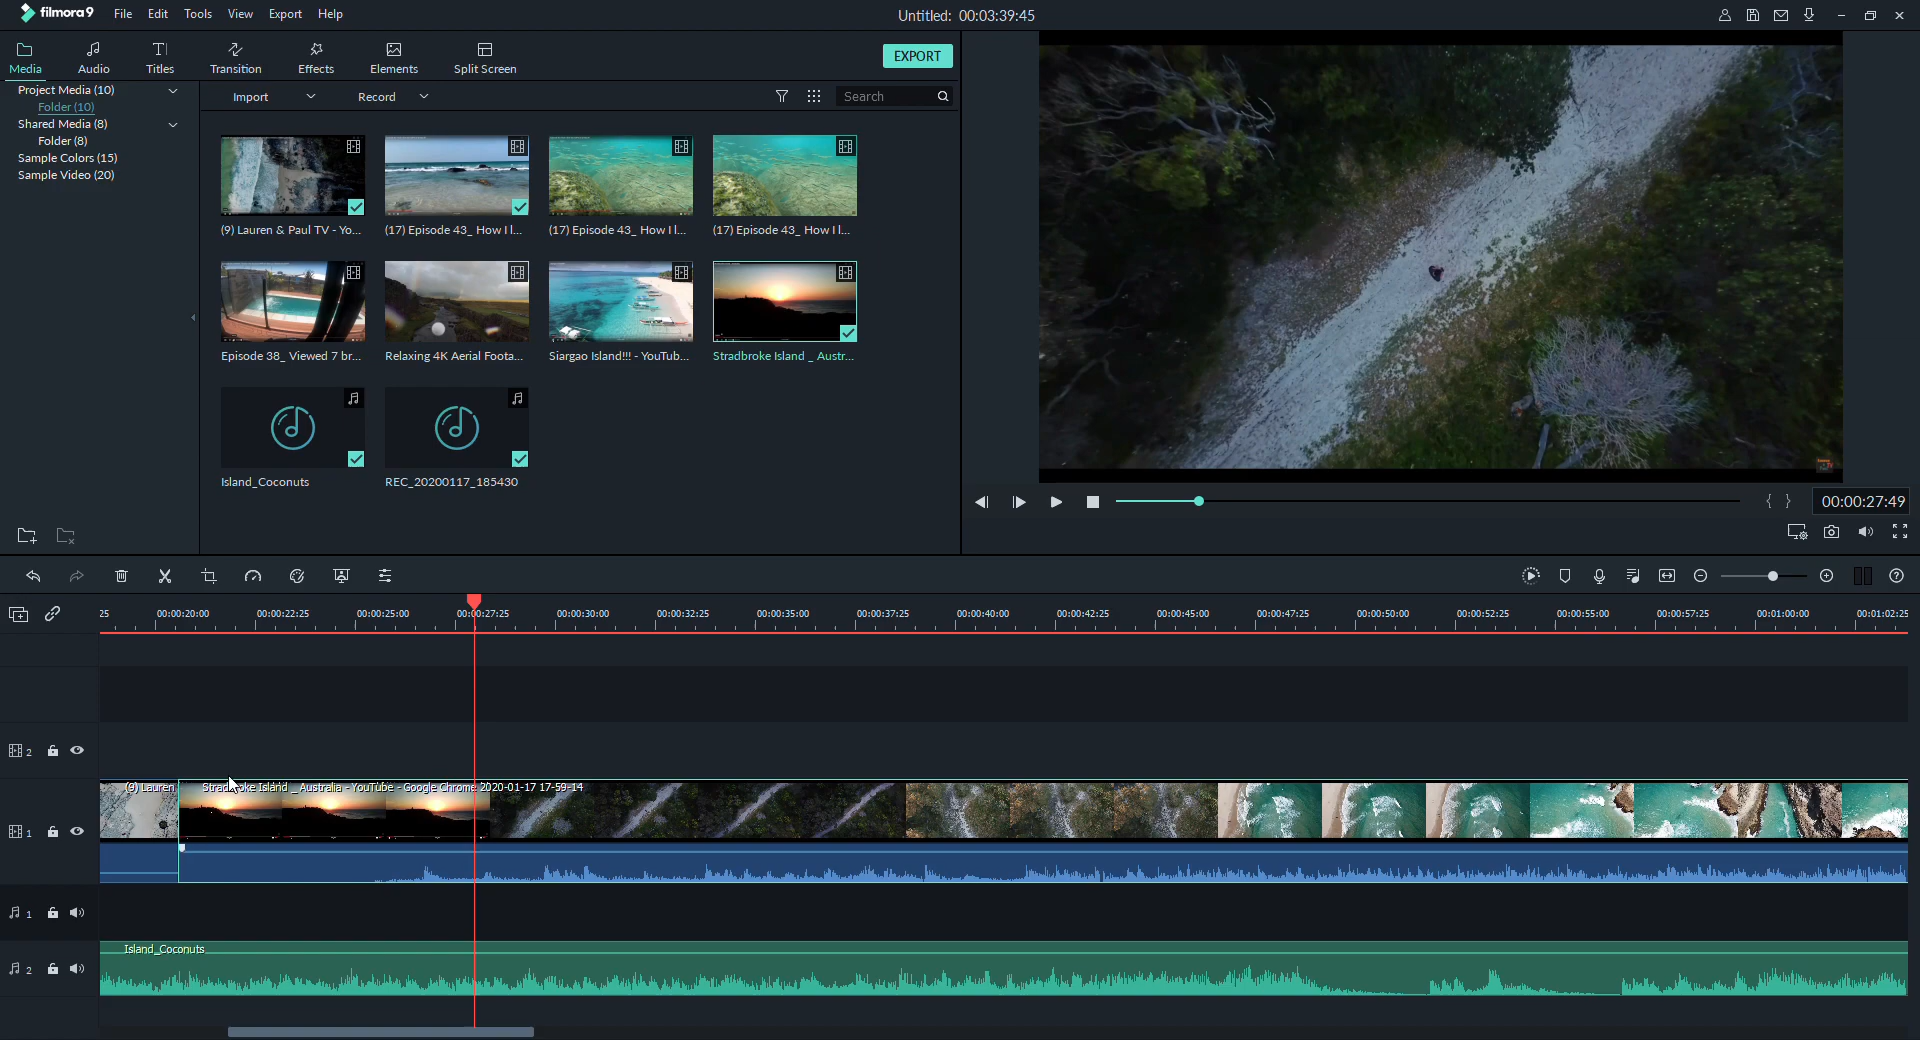 filmora9 File Edit Tools View Export Help Untitled: 00:03:39:45
Media Audio Titles Transition Effects Elements Split Screen EXPORT
Project Media (10)
Folder (10)
Shared Media (8)
Folder (8)
Sample Colors (15)
Sample Video (20)
Import Record Search
(9) Lauren & Paul TV - Yo... (17) Episode 43_ How I l... (17) Episode 43_ How I l... (17) Episode 43_ How I l...
Episode 38_ Viewed 7 br... Relaxing 4K Aerial Foota... Siargao Island!!! - YouTub... Stradbroke Island _ Austr...
Island_Coconuts REC_20200117_185430
{ } 00:00:27:49
25 00:00:20:00 00:00:22:25 00:00:25:00 00:00:27:25 00:00:30:00 00:00:32:25 00:00:35:00 00:00:37:25 00:00:40:00 00:00:42:25 00:00:45:00 00:00:47:25 00:00:50:00 00:00:52:25 00:00:55:00 00:00:57:25 00:01:00:00 00:01:02:25
2
(9) Lauren Stradbroke Island _ Australia - YouTube - Google Chrome 2020-01-17 17-59-14
1
1
Island_Coconuts
2